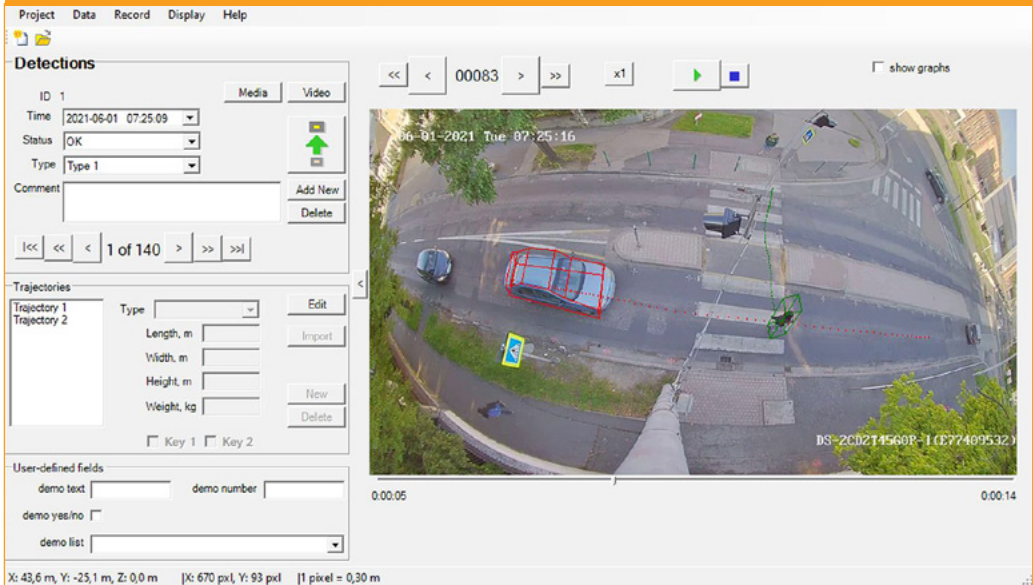 Project Data Record Display Help
Detections
ID 1
Media Video
Time 2021-06-01 07:25:09
Status OK
Type Type 1
Comment
Add New
Delete
|<< << < 1 of 140 > >> >>|
Trajectories
Trajectory 1
Trajectory 2
Type
Length, m
Width, m
Height, m
Weight, kg
Key 1 Key 2
Edit
Import
New
Delete
User-defined fields
demo text demo number
demo yes/no
demo list
<< < 00083 > >> x1
show graphs
<
06-01-2021 Tue 07:25:16
DS-2CD2T45G0P-I(E77409532)
0:00:05 0:00:14
X: 43,6 m, Y: -25,1 m, Z: 0,0 m |X: 670 pxl, Y: 93 pxl |1 pixel = 0,30 m